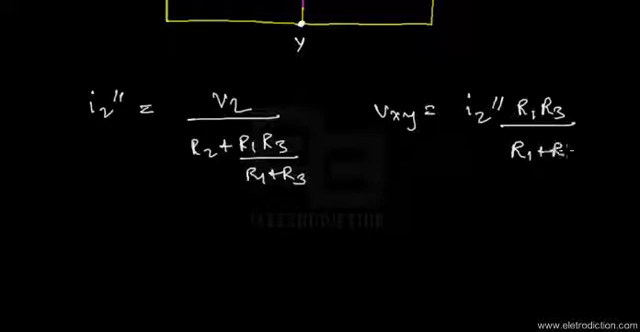 Y
i₂'' = V₂ / (R₂ + R₁R₃ / (R₁+R₃))
Vxy = i₂'' R₁R₃ / (R₁+R
www.eletrodiction.com